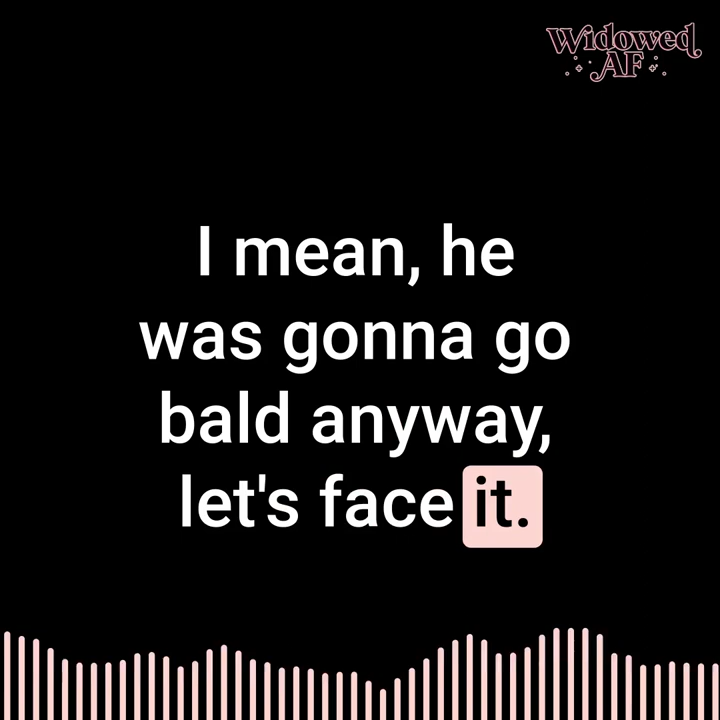 Widowed
AF
I mean, he
was gonna go
bald anyway,
let's face it.